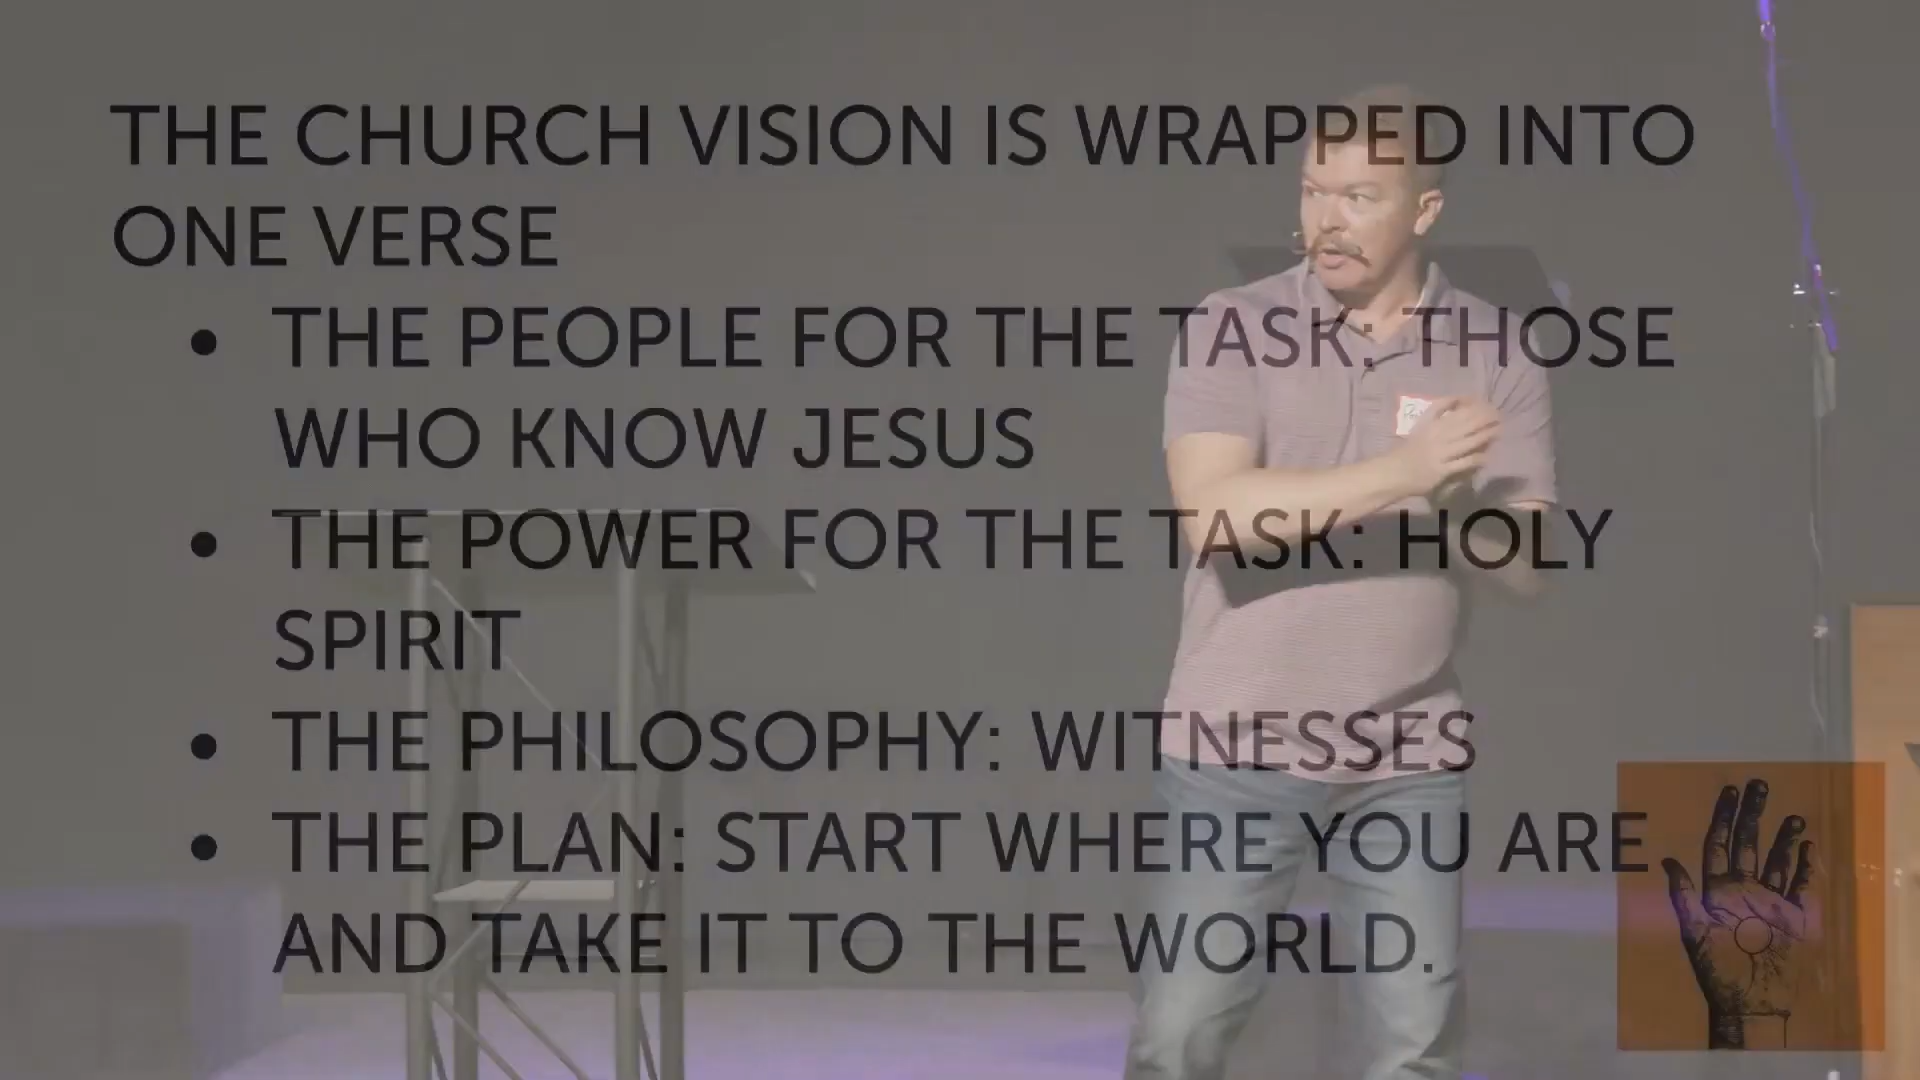 THE CHURCH VISION IS WRAPPED INTO
ONE VERSE
• THE PEOPLE FOR THE TASK: THOSE
WHO KNOW JESUS
• THE POWER FOR THE TASK: HOLY
SPIRIT
• THE PHILOSOPHY: WITNESSES
• THE PLAN: START WHERE YOU ARE
AND TAKE IT TO THE WORLD.